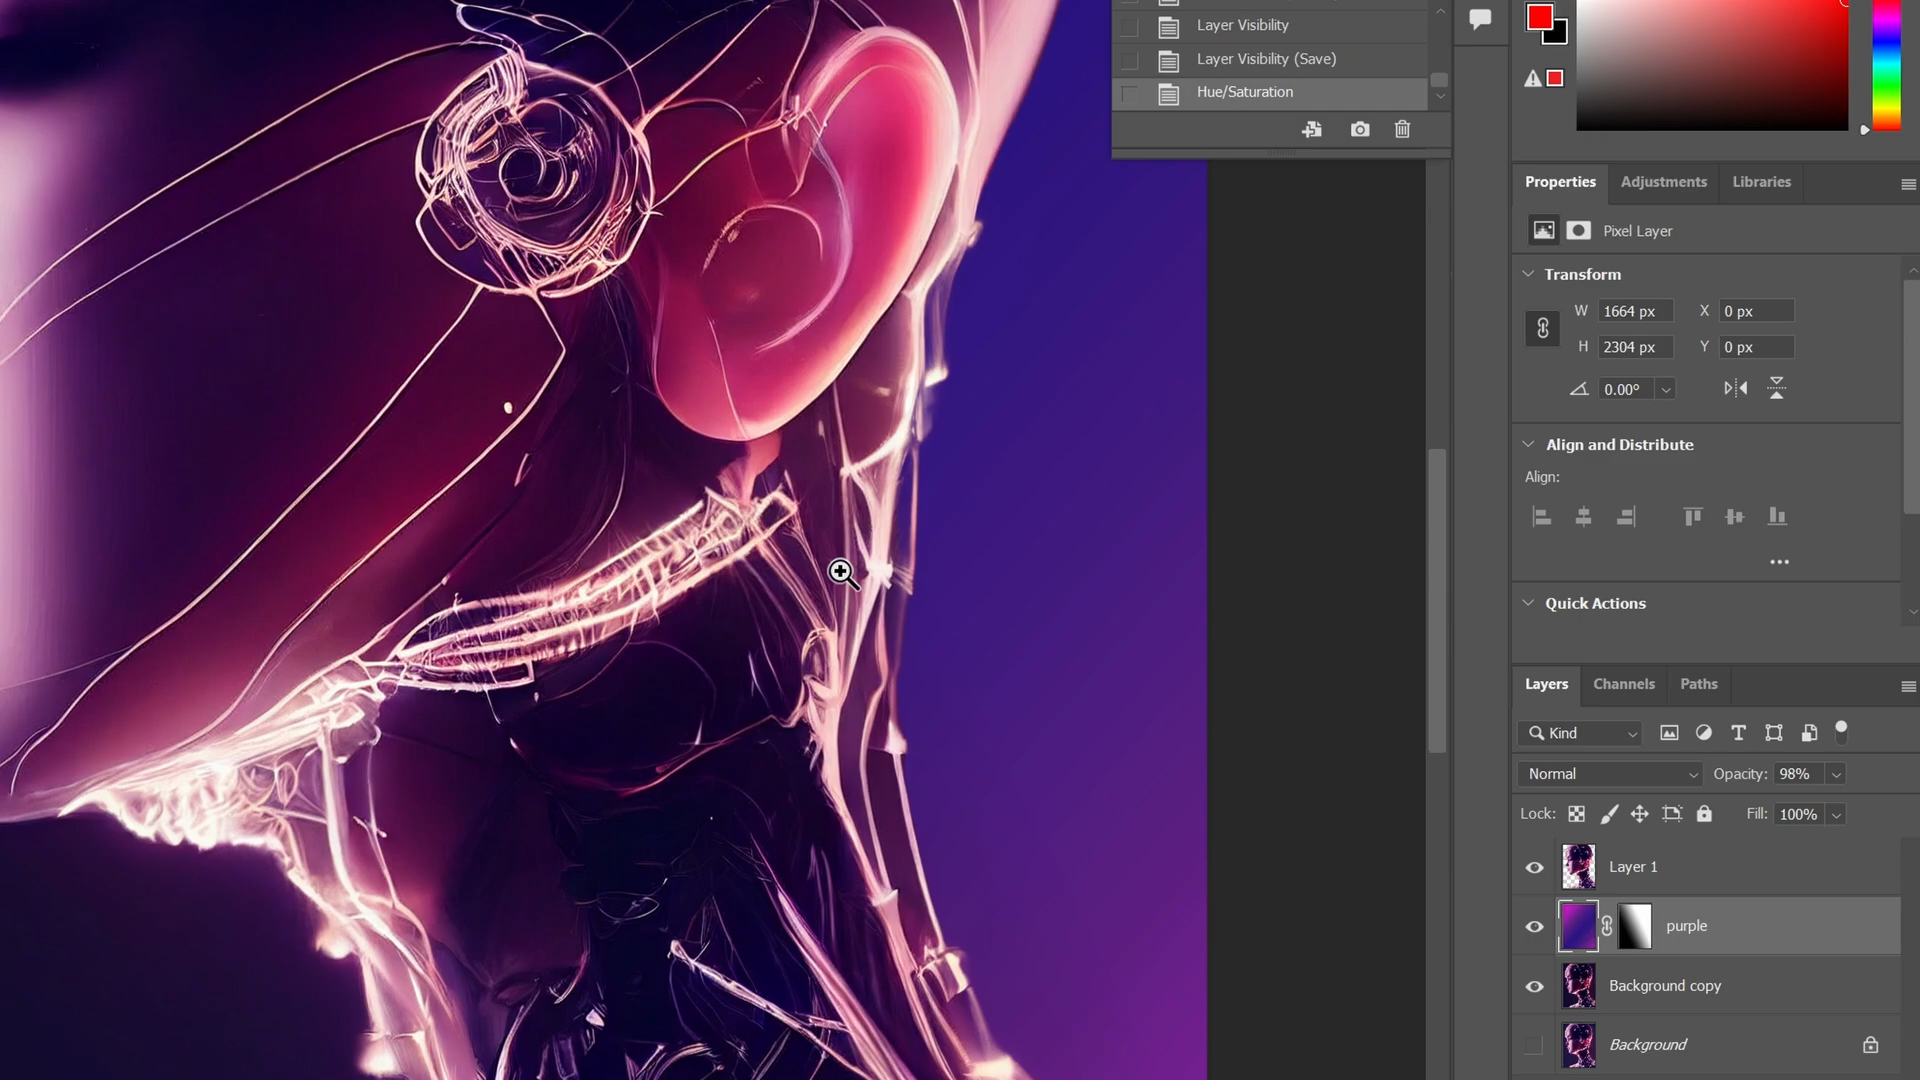 Layer Visibility
Layer Visibility (Save)
Hue/Saturation
Properties Adjustments Libraries
Pixel Layer
Transform
W 1664 px X 0 px
H 2304 px Y 0 px
0.00°
Align and Distribute
Align:
Quick Actions
Layers Channels Paths
Kind
Normal Opacity: 98%
Lock: Fill: 100%
Layer 1
purple
Background copy
Background